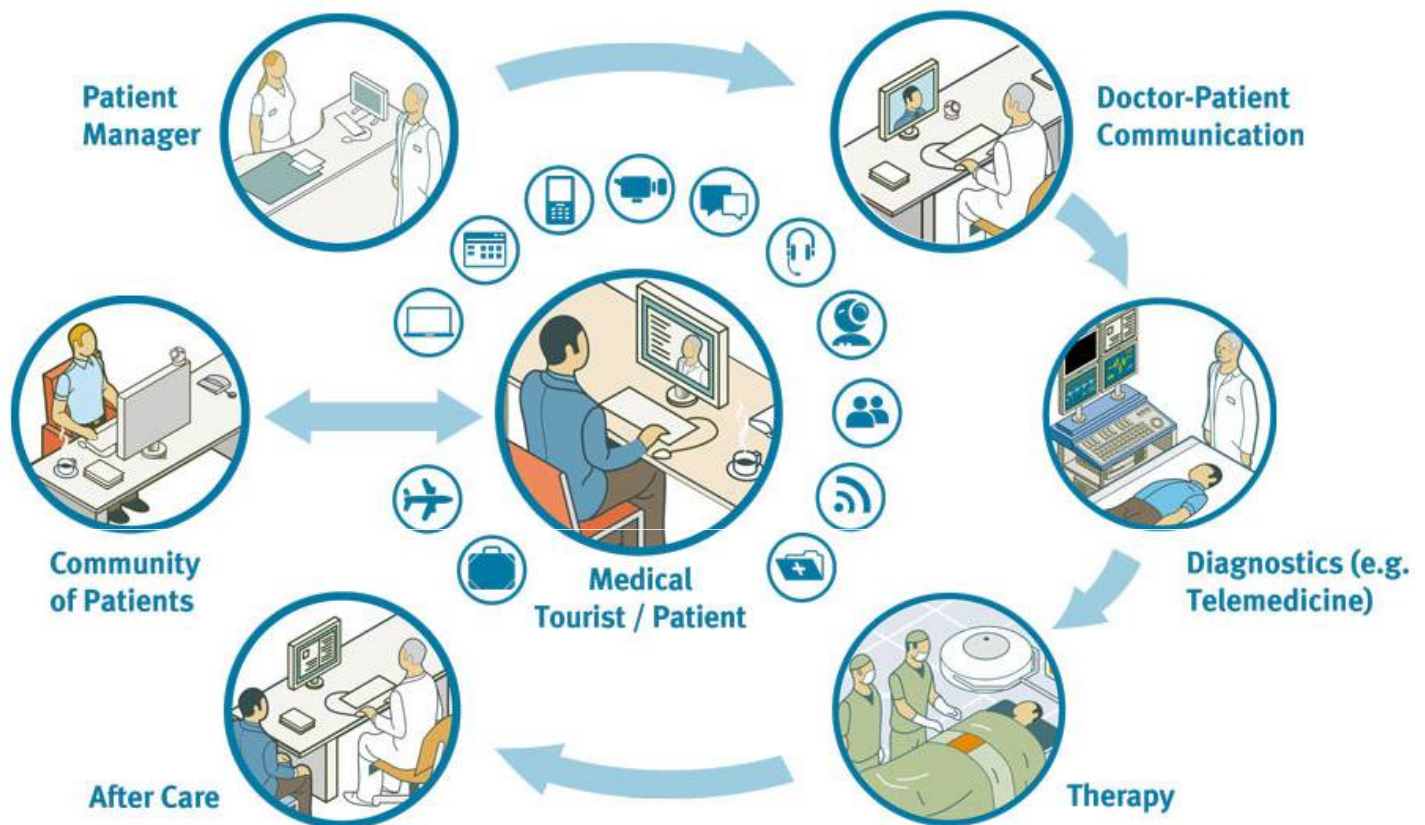 Patient
Manager
Doctor-Patient
Communication
Community
of Patients
Medical
Tourist / Patient
Diagnostics (e.g.
Telemedicine)
After Care
Therapy